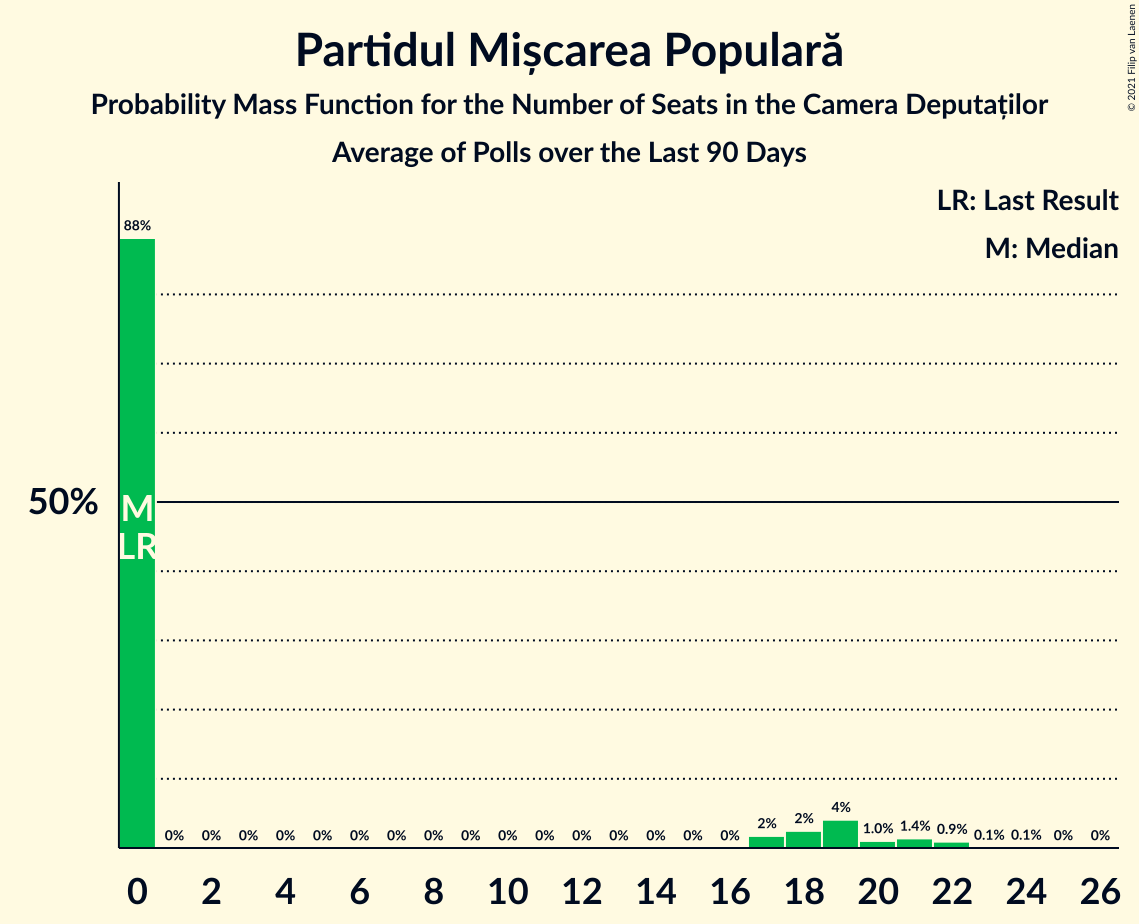 Partidul Mișcarea Populară
Probability Mass Function for the Number of Seats in the Camera Deputaților
Average of Polls over the Last 90 Days
© 2021 Filip van Laenen
LR: Last Result
M: Median
88%
50%
M
LR
0% 0% 0% 0% 0% 0% 0% 0% 0% 0% 0% 0% 0% 0% 0% 0% 2% 2% 4% 1.0% 1.4% 0.9% 0.1% 0.1% 0% 0%
0 2 4 6 8 10 12 14 16 18 20 22 24 26